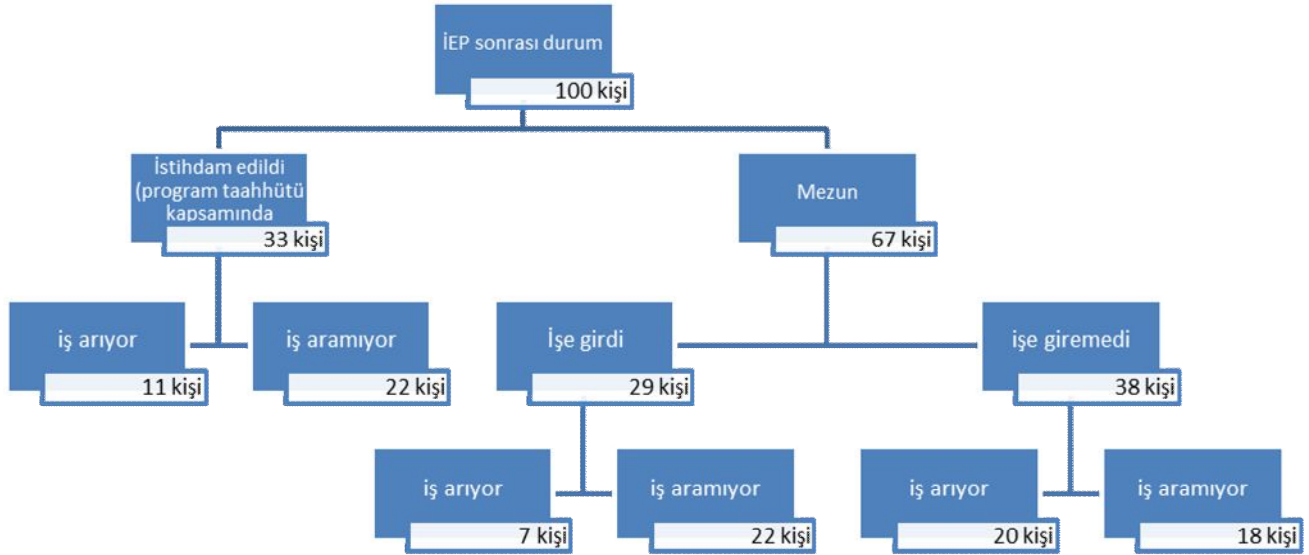 İEP sonrası durum
100 kişi
İstihdam edildi
(program taahhütü
kapsamında
33 kişi
Mezun
67 kişi
iş arıyor
11 kişi
iş aramıyor
22 kişi
İşe girdi
29 kişi
işe giremedi
38 kişi
iş arıyor
7 kişi
iş aramıyor
22 kişi
iş arıyor
20 kişi
iş aramıyor
18 kişi